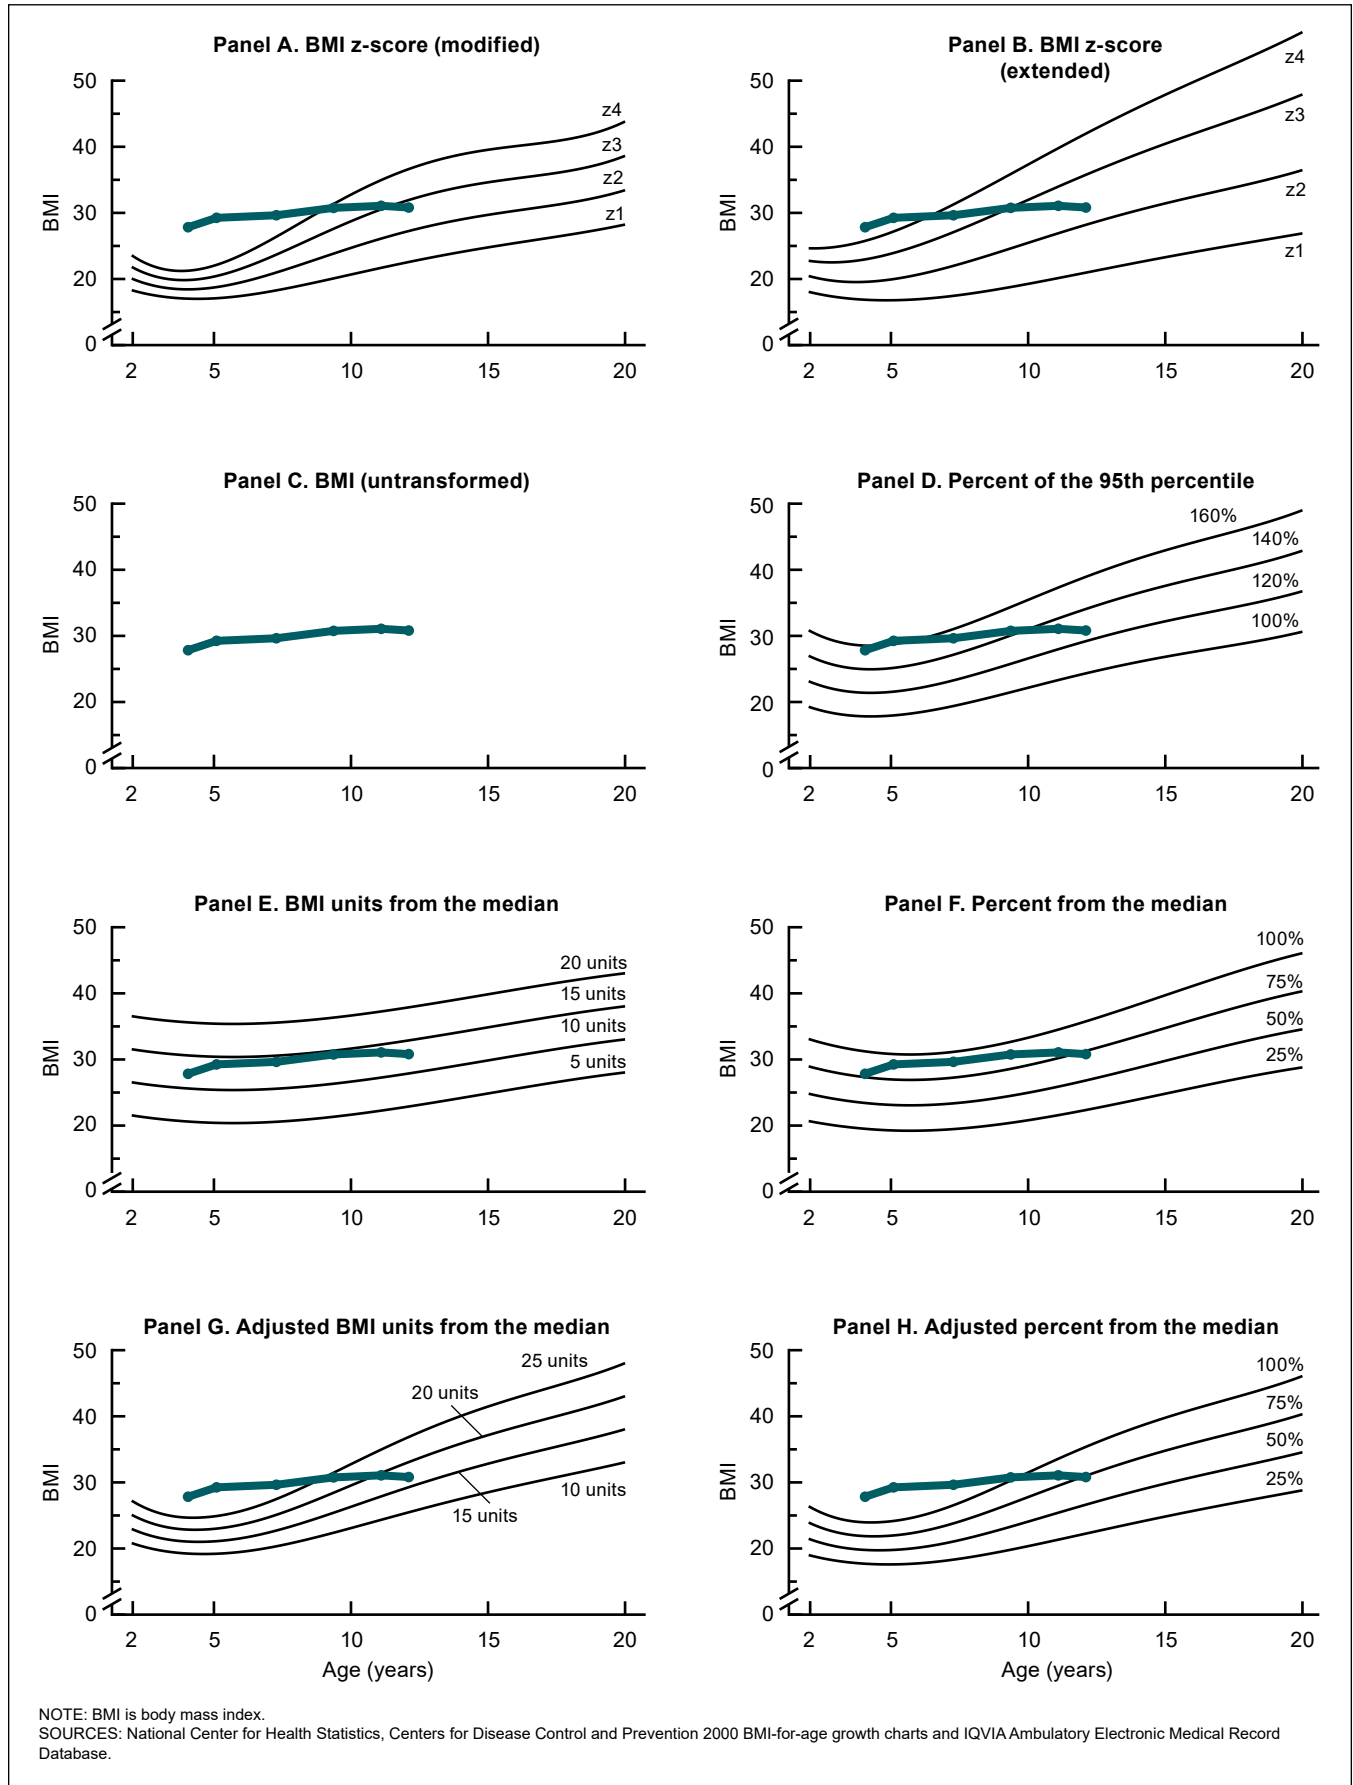 Panel A. BMI z-score (modified)
50
40
30
20
0
BMI
z4
z3
z2
z1
2 5 10 15 20
Panel B. BMI z-score
(extended)
50
40
30
20
0
BMI
z4
z3
z2
z1
2 5 10 15 20
Panel C. BMI (untransformed)
50
40
30
20
0
BMI
2 5 10 15 20
Panel D. Percent of the 95th percentile
50
40
30
20
0
BMI
160%
140%
120%
100%
2 5 10 15 20
Panel E. BMI units from the median
50
40
30
20
0
BMI
20 units
15 units
10 units
5 units
2 5 10 15 20
Panel F. Percent from the median
50
40
30
20
0
BMI
100%
75%
50%
25%
2 5 10 15 20
Panel G. Adjusted BMI units from the median
50
40
30
20
0
BMI
25 units
20 units
15 units
10 units
2 5 10 15 20
Age (years)
Panel H. Adjusted percent from the median
50
40
30
20
0
BMI
100%
75%
50%
25%
2 5 10 15 20
Age (years)
NOTE: BMI is body mass index.
SOURCES: National Center for Health Statistics, Centers for Disease Control and Prevention 2000 BMI-for-age growth charts and IQVIA Ambulatory Electronic Medical Record
Database.